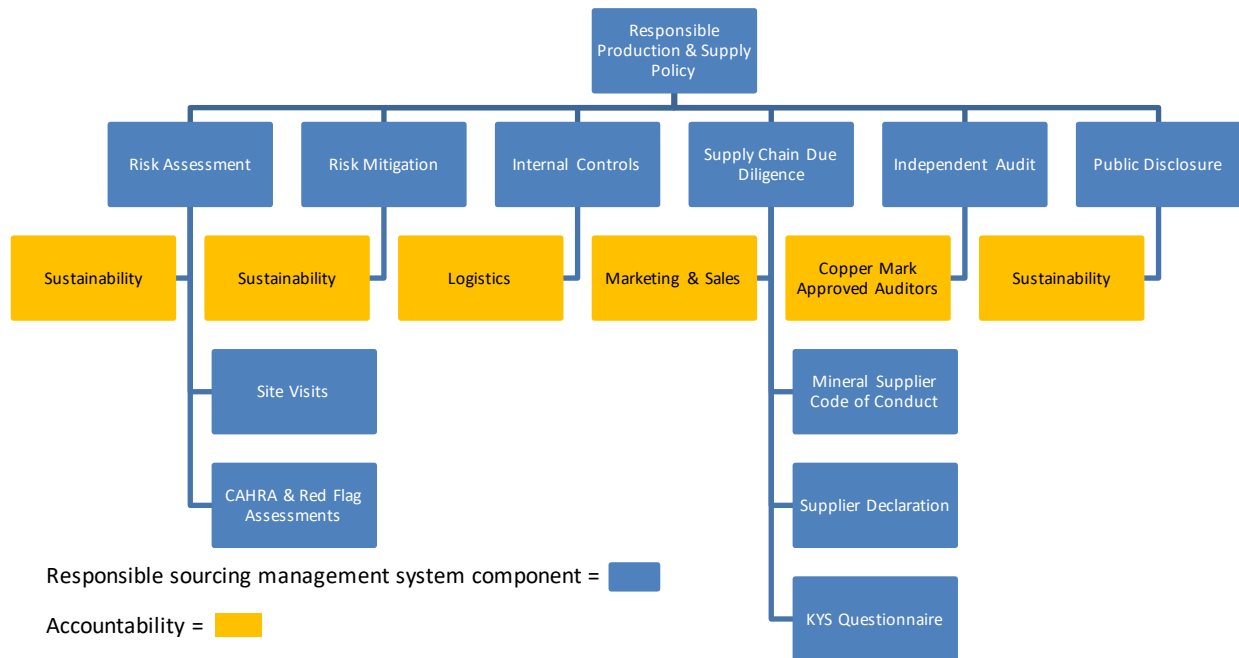 Responsible
Production & Supply
Policy
Risk Assessment
Risk Mitigation
Internal Controls
Supply Chain Due
Diligence
Independent Audit
Public Disclosure
Sustainability
Sustainability
Logistics
Marketing & Sales
Copper Mark
Approved Auditors
Sustainability
Site Visits
Mineral Supplier
Code of Conduct
CAHRA & Red Flag
Assessments
Supplier Declaration
Responsible sourcing management system component =
Accountability =
KYS Questionnaire